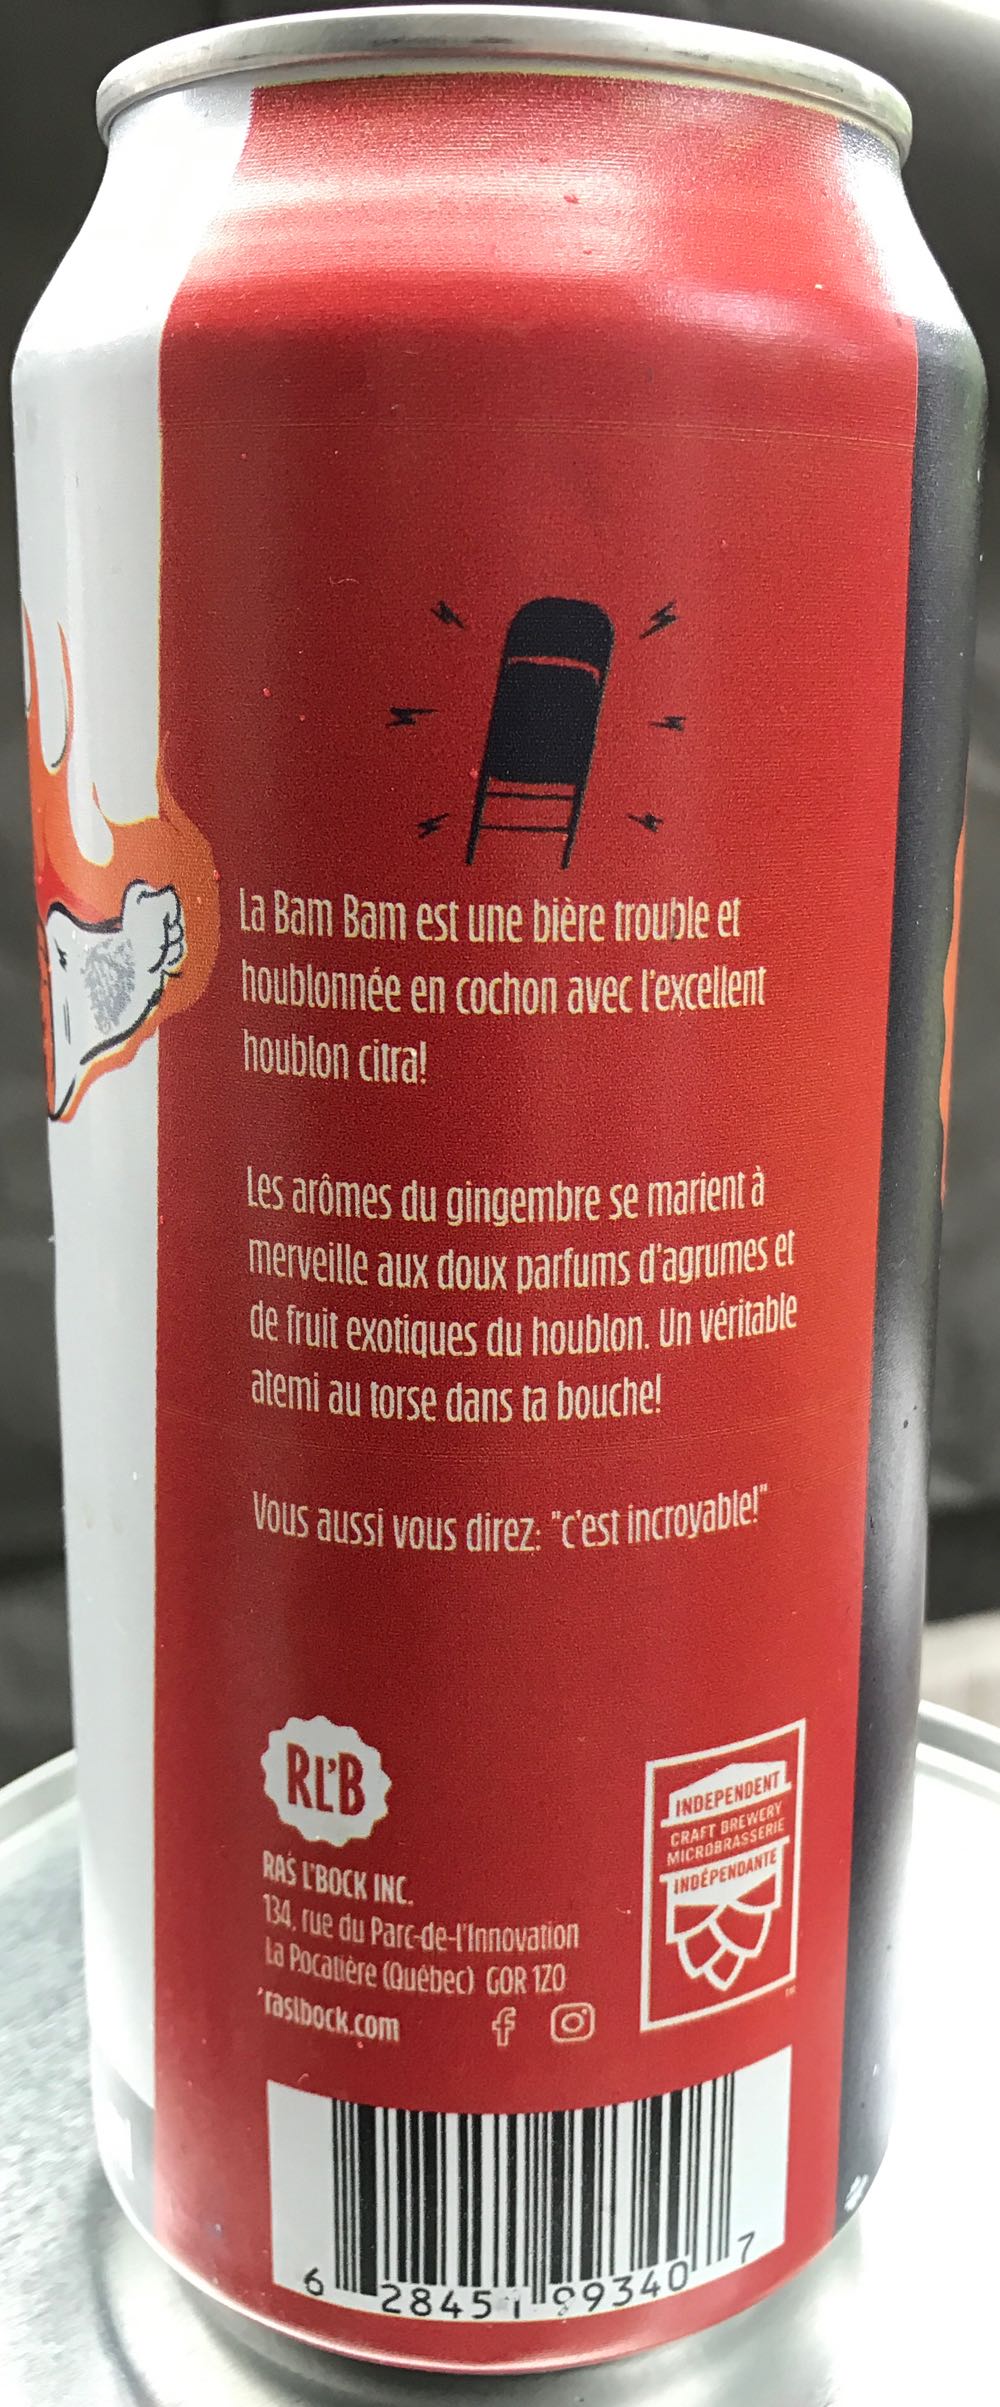 La Bam Bam est une bière trouble et
houblonnée en cochon avec l'excellent
houblon citra!
Les arômes du gingembre se marient à
merveille aux doux parfums d'agrumes et
de fruit exotiques du houblon. Un véritable
atemi au torse dans ta bouche!
Vous aussi vous direz: "c'est incroyable!"
RL'B
RAS L'BOCK INC.
134, rue du Parc-de-l'Innovation
La Pocatière (Québec) G0R 1Z0
raslbock.com
INDEPENDENT
CRAFT BREWERY
MICROBRASSERIE
INDÉPENDANTE
6 28451 99340 7